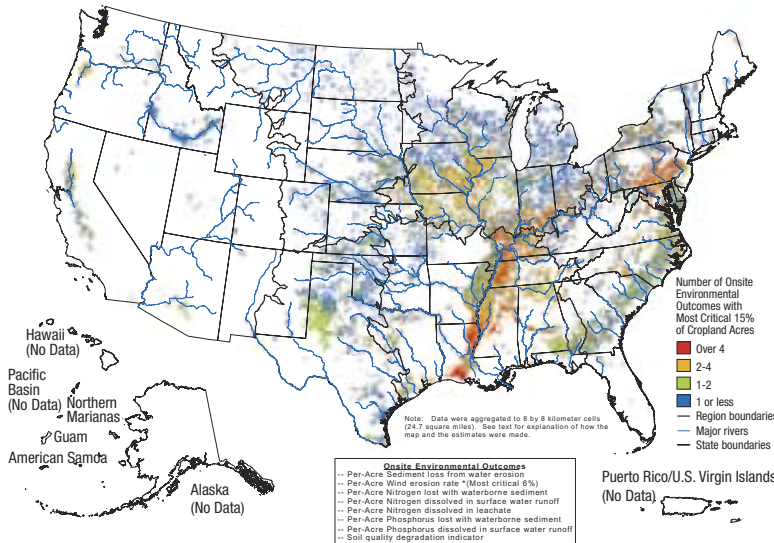 Number of Onsite
Environmental
Outcomes with
Most Critical 15%
of Cropland Acres
Over 4
2-4
1-2
1 or less
Region boundaries
Major rivers
State boundaries
Hawaii
(No Data)
Pacific
Basin
(No Data)
Northern
Marianas
Guam
American Samoa
Alaska
(No Data)
Note: Data were aggregated to 8 by 8 kilometer cells
(24.7 square miles). See text for explanation of how the
map and the estimates were made.
Onsite Environmental Outcomes
-- Per-Acre Sediment loss from water erosion
-- Per-Acre Wind erosion rate *(Most critical 6%)
-- Per-Acre Nitrogen lost with waterborne sediment
-- Per-Acre Nitrogen dissolved in surface water runoff
-- Per-Acre Nitrogen dissolved in leachate
-- Per-Acre Phosphorus lost with waterborne sediment
-- Per-Acre Phosphorus dissolved in surface water runoff
-- Soil quality degradation indicator
Puerto Rico/U.S. Virgin Islands
(No Data)